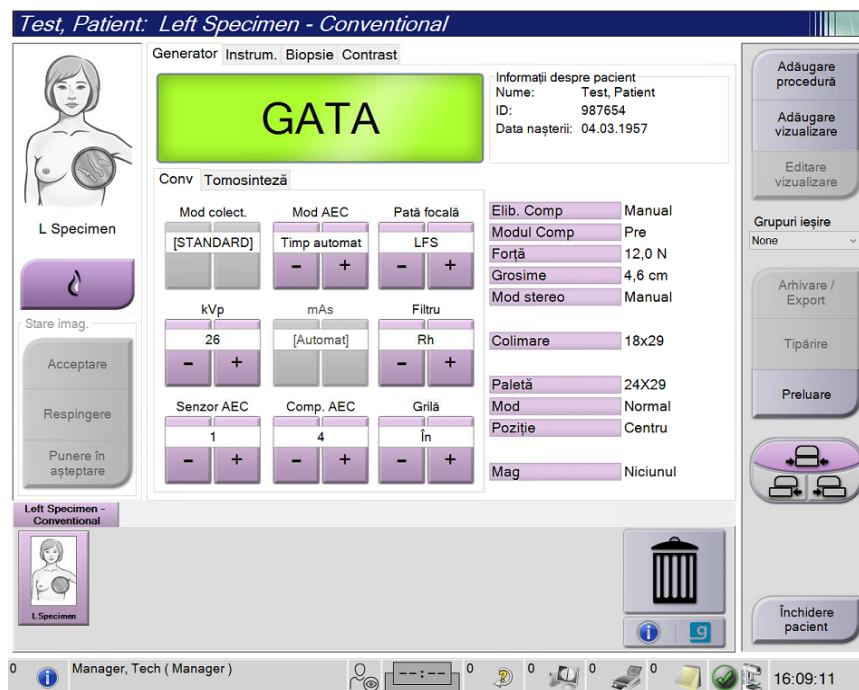 Test, Patient: Left Specimen - Conventional
Generator Instrum. Biopsie Contrast
GATA
Informații despre pacient
Nume: Test, Patient
ID: 987654
Data nașterii: 04.03.1957
L Specimen
Stare imag.
Acceptare
Respingere
Punere în
așteptare
Conv Tomosinteză
Mod colect. Mod AEC Pată focală
[STANDARD] Timp automat LFS
- + - +
kVp mAs Filtru
26 [Automat] Rh
- + - +
Senzor AEC Comp. AEC Grilă
1 4 În
- + - + - +
Elib. Comp Manual
Modul Comp Pre
Forță 12,0 N
Grosime 4,6 cm
Mod stereo Manual
Colimare 18x29
Paletă 24X29
Mod Normal
Poziție Centru
Mag Niciunul
Adăugare
procedură
Adăugare
vizualizare
Editare
vizualizare
Grupuri ieșire
None
Arhivare /
Export
Tipărire
Preluare
Închidere
pacient
Left Specimen -
Conventional
L Specimen
i g
0 i Manager, Tech ( Manager ) --:-- 0 ? 0 0 0 16:09:11